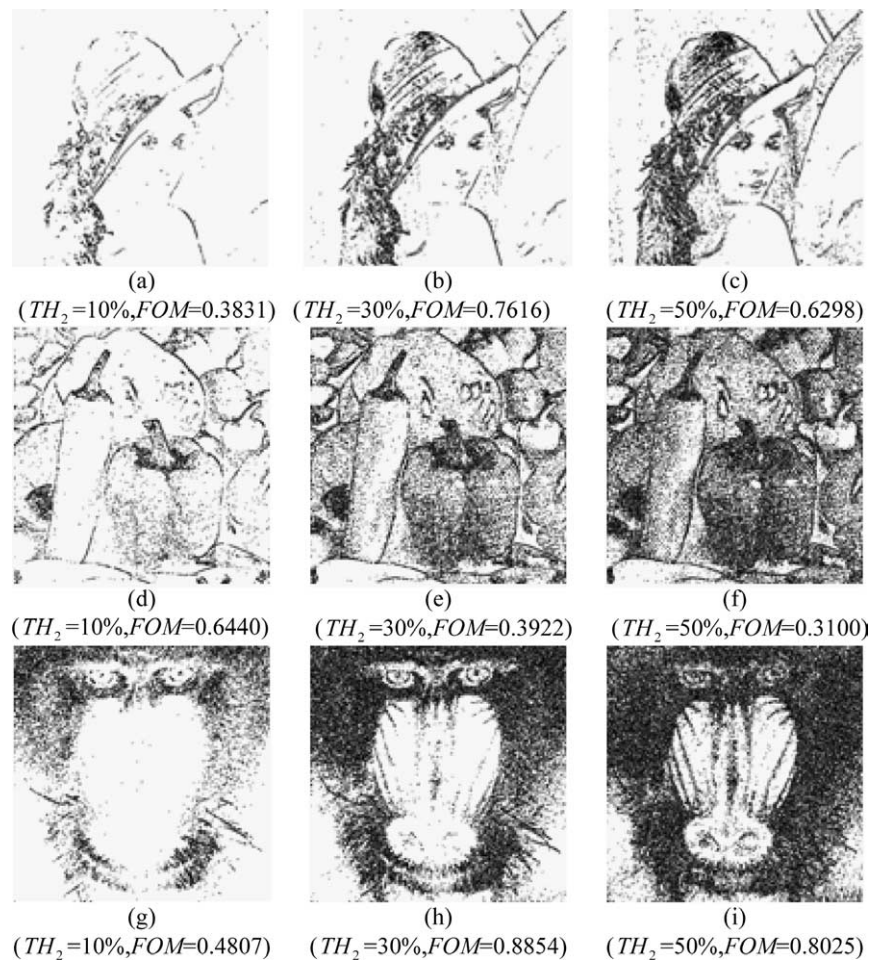 (a) (b) (c)
(TH₂=10%,FOM=0.3831) (TH₂=30%,FOM=0.7616) (TH₂=50%,FOM=0.6298)
(d) (e) (f)
(TH₂=10%,FOM=0.6440) (TH₂=30%,FOM=0.3922) (TH₂=50%,FOM=0.3100)
(g) (h) (i)
(TH₂=10%,FOM=0.4807) (TH₂=30%,FOM=0.8854) (TH₂=50%,FOM=0.8025)